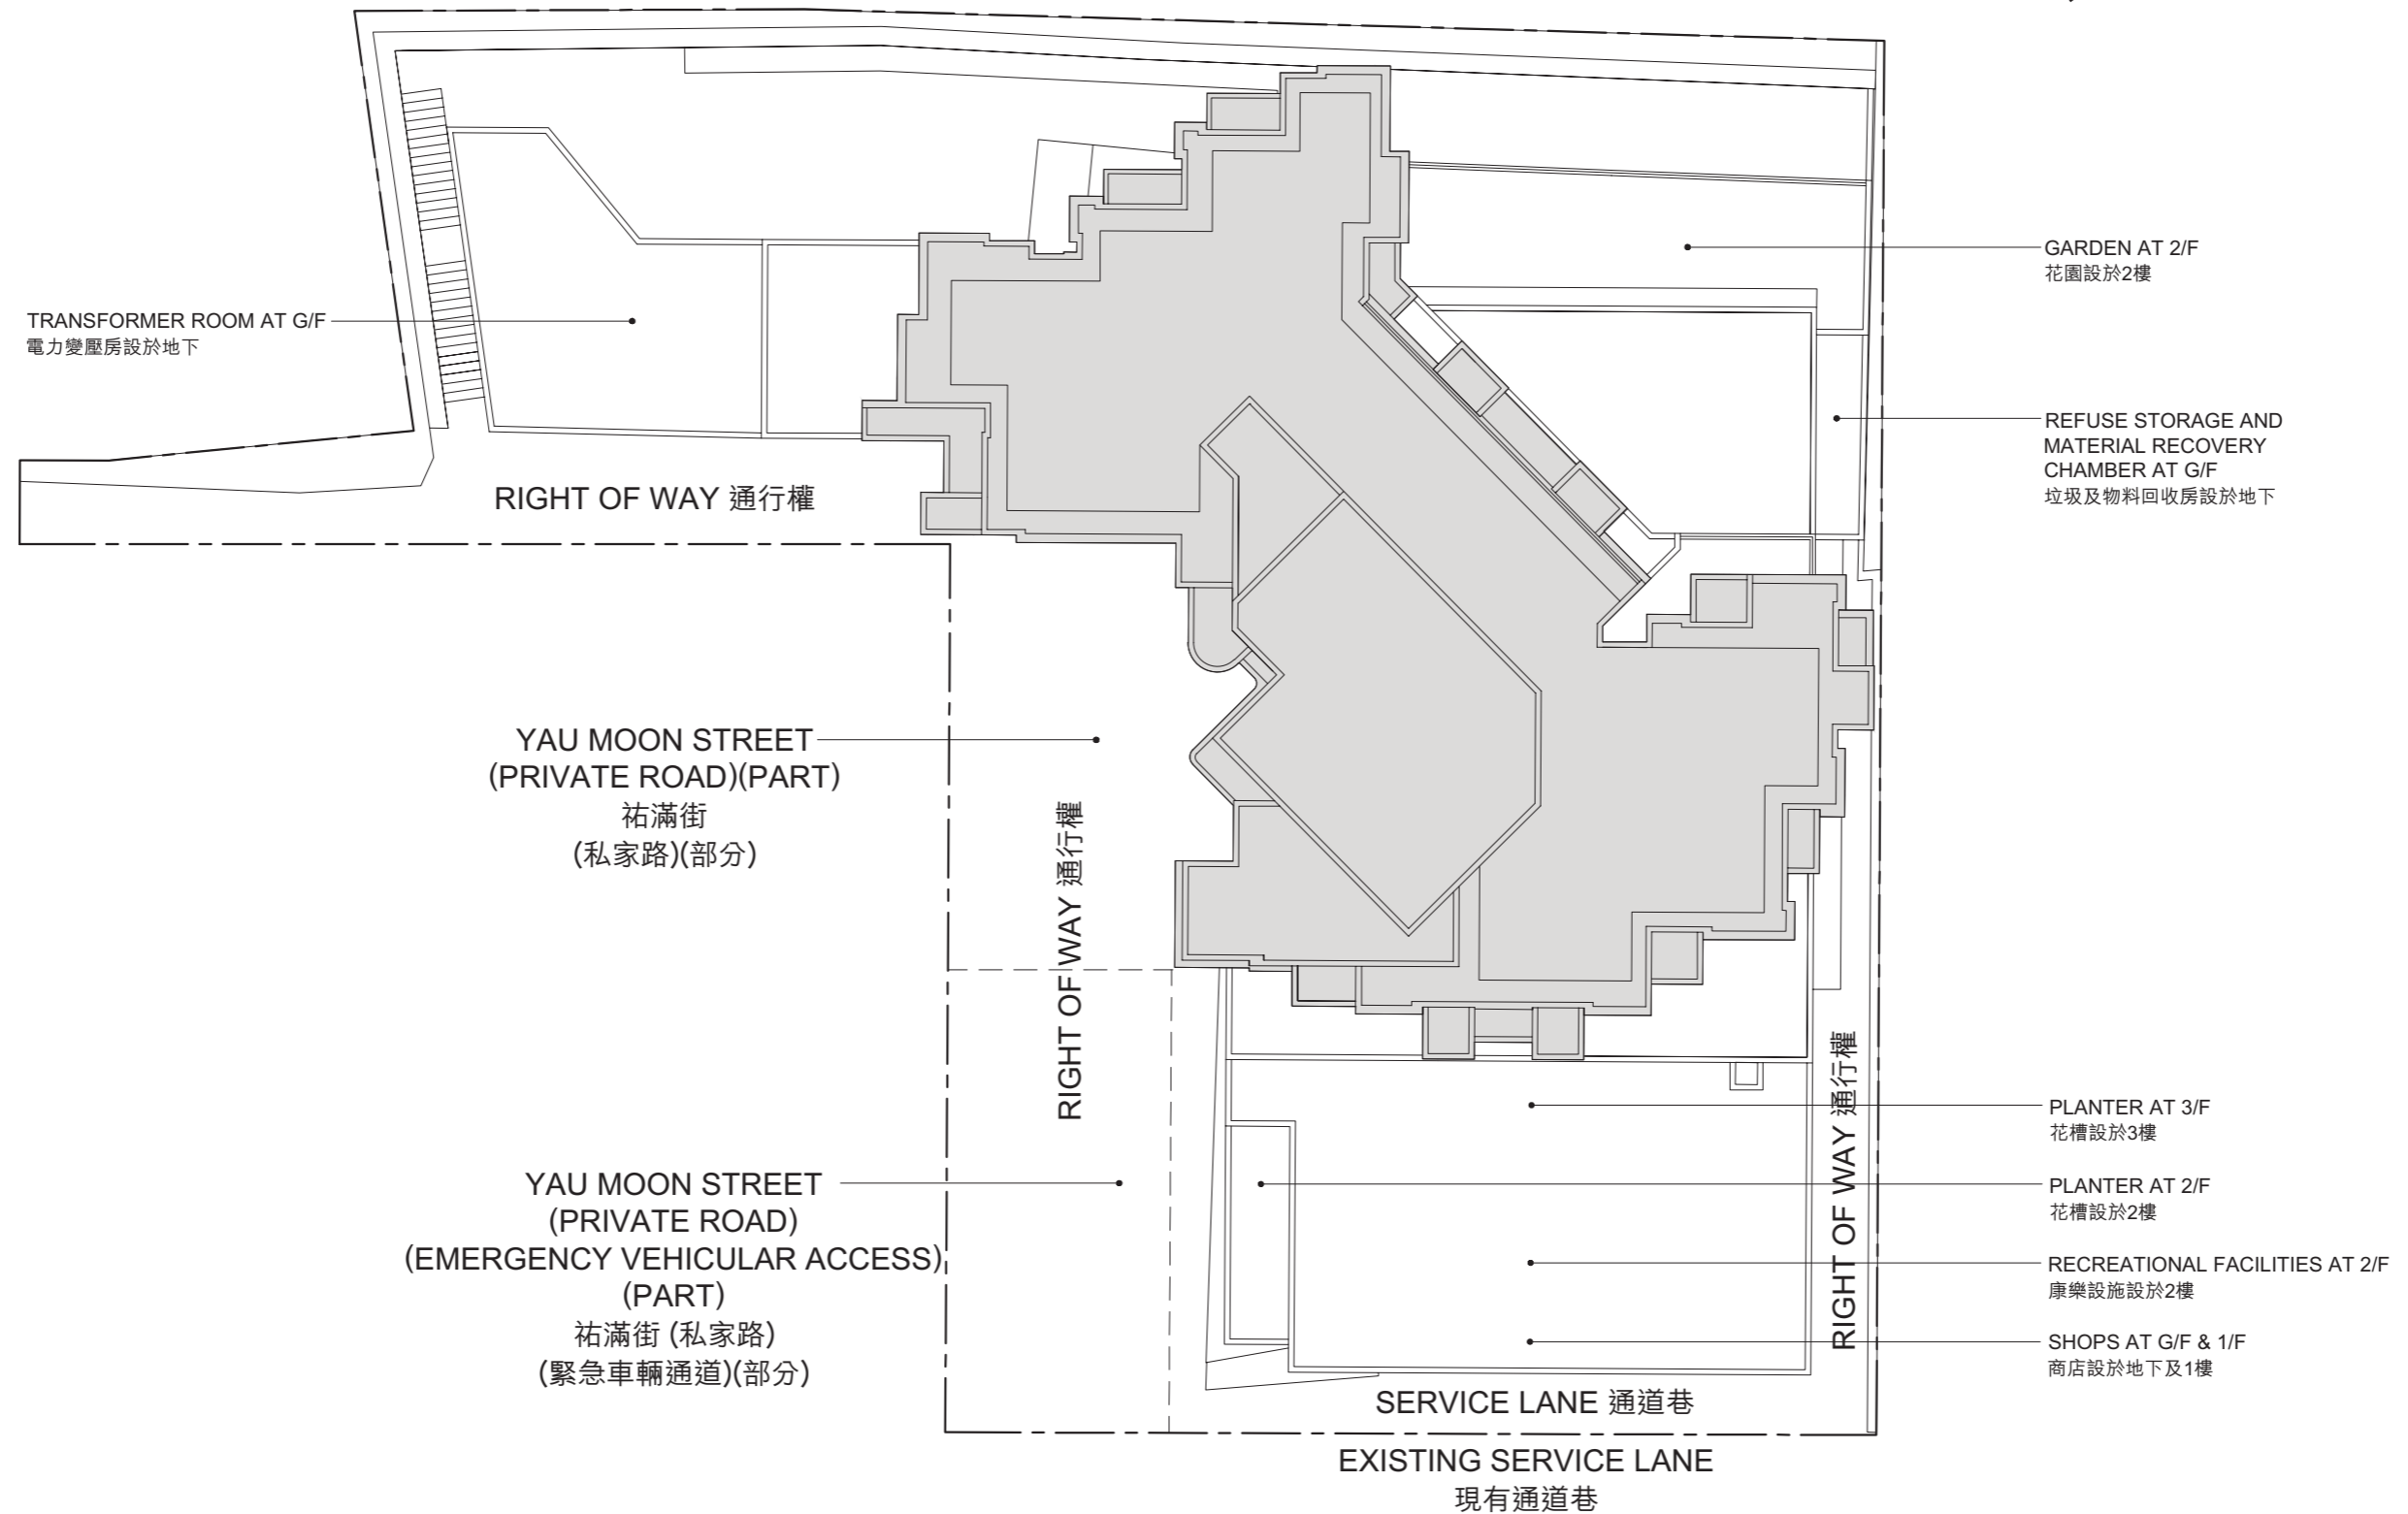 GARDEN AT 2/F
花園設於2樓
TRANSFORMER ROOM AT G/F
電力變壓房設於地下
REFUSE STORAGE AND
MATERIAL RECOVERY
CHAMBER AT G/F
垃圾及物料回收房設於地下
RIGHT OF WAY 通行權
YAU MOON STREET
(PRIVATE ROAD)(PART)
祐滿街
(私家路)(部分)
RIGHT OF WAY 通行權
RIGHT OF WAY 通行權
PLANTER AT 3/F
花槽設於3樓
YAU MOON STREET
(PRIVATE ROAD)
(EMERGENCY VEHICULAR ACCESS)
(PART)
祐滿街 (私家路)
(緊急車輛通道)(部分)
PLANTER AT 2/F
花槽設於2樓
RECREATIONAL FACILITIES AT 2/F
康樂設施設於2樓
SHOPS AT G/F & 1/F
商店設於地下及1樓
SERVICE LANE 通道巷
EXISTING SERVICE LANE
現有通道巷